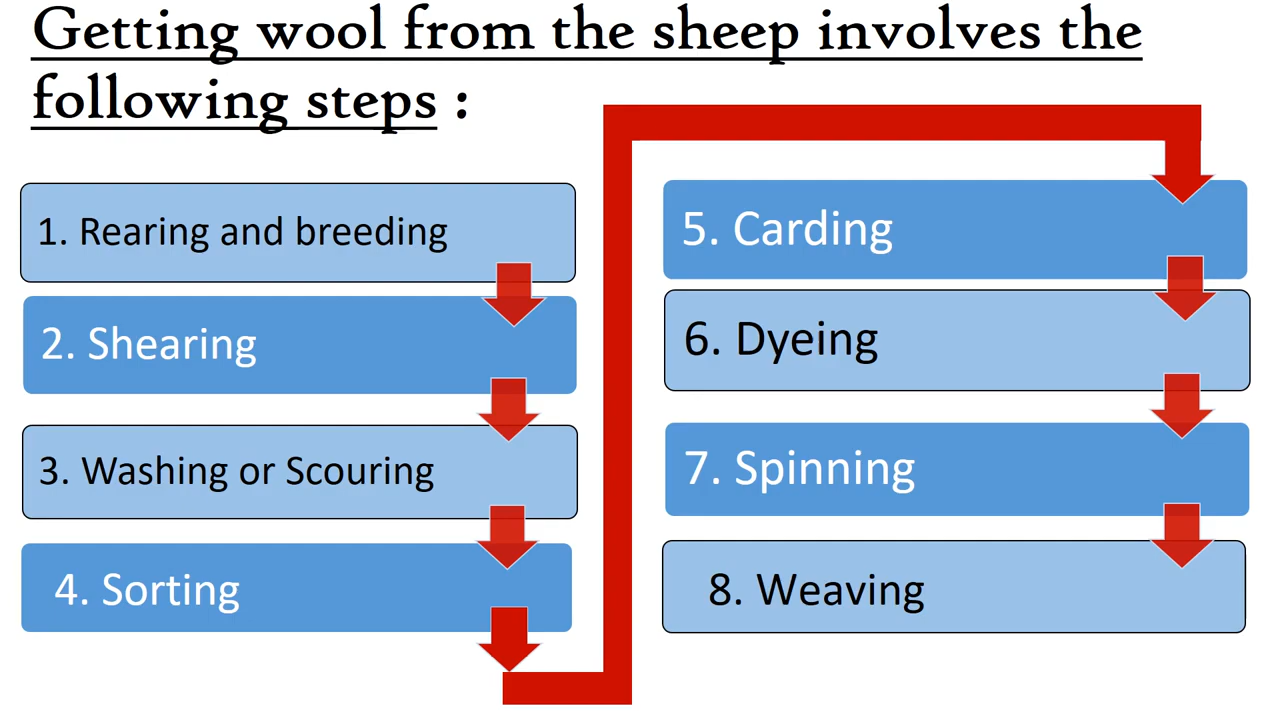 Getting wool from the sheep involves the
following steps :
1. Rearing and breeding
2. Shearing
3. Washing or Scouring
4. Sorting
5. Carding
6. Dyeing
7. Spinning
8. Weaving